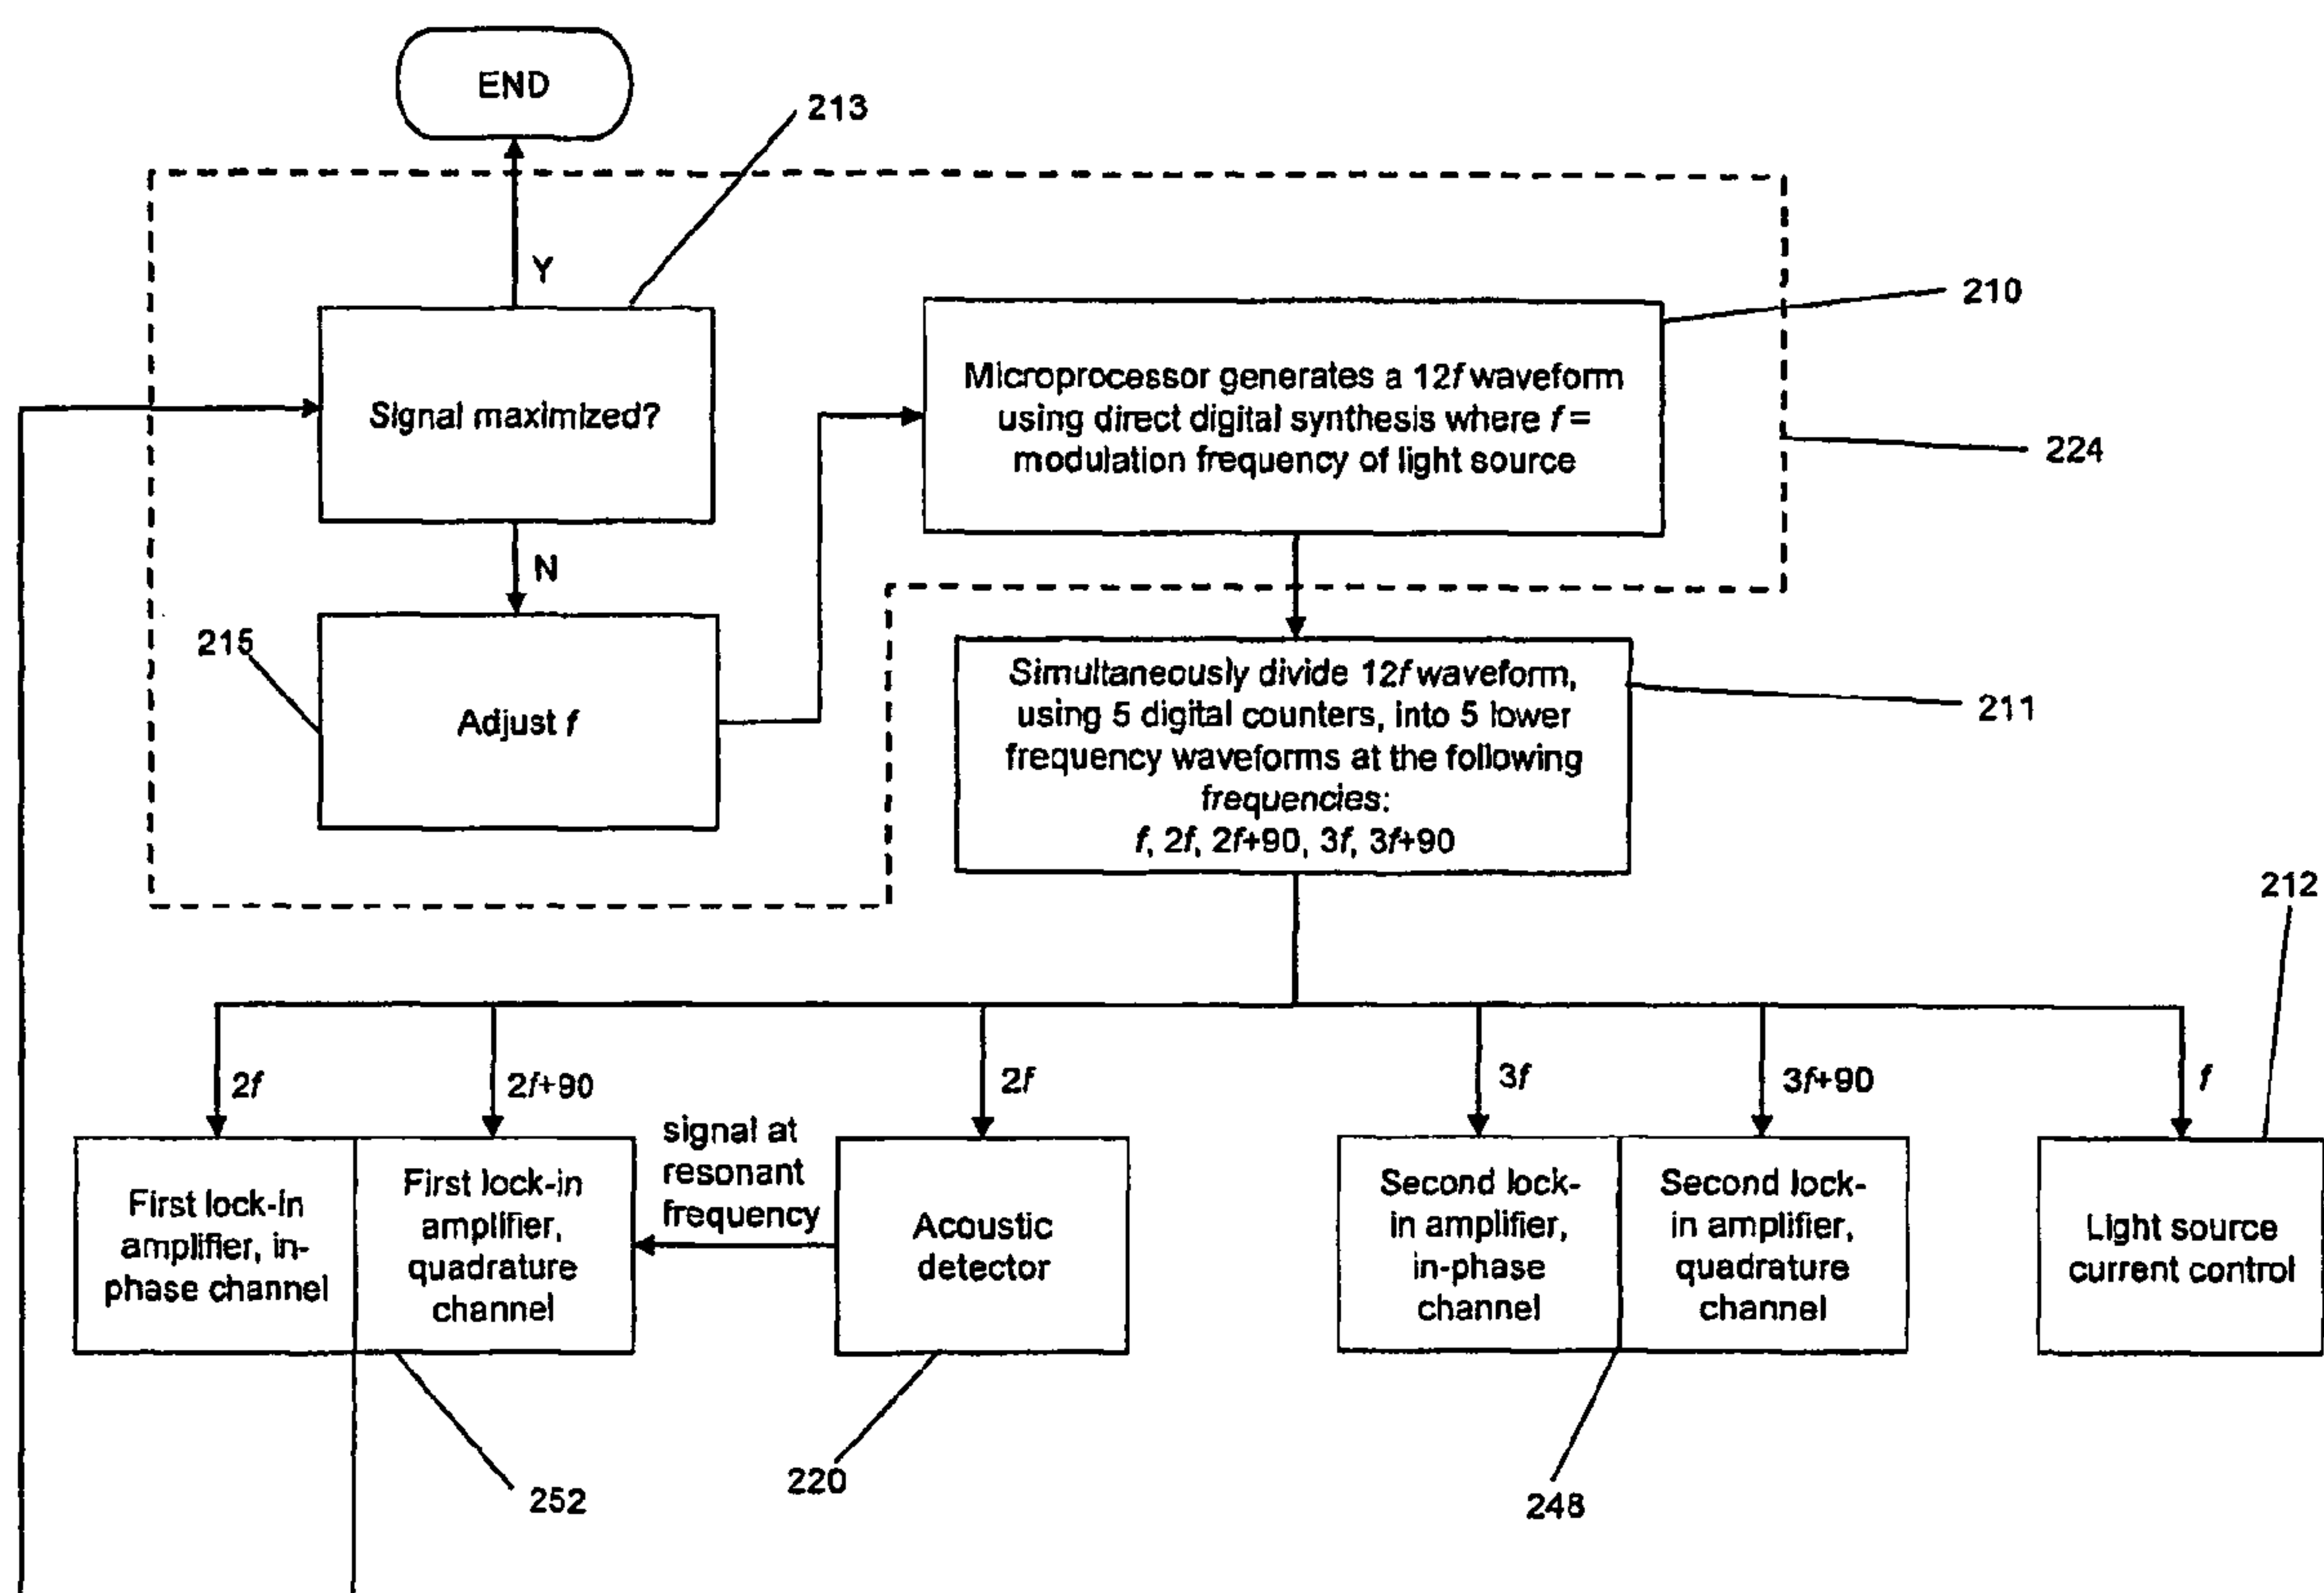 END
213
Y
210
Signal maximized?
Microprocessor generates a 12f waveform
using direct digital synthesis where f =
modulation frequency of light source
224
N
215
Adjust f
Simultaneously divide 12f waveform,
using 5 digital counters, into 5 lower
frequency waveforms at the following
frequencies:
f, 2f, 2f+90, 3f, 3f+90
211
212
2f
2f+90
2f
3f
3f+90
f
First lock-in
amplifier, in-
phase channel
First lock-in
amplifier,
quadrature
channel
signal at
resonant
frequency
Acoustic
detector
Second lock-
in amplifier,
in-phase
channel
Second lock-
in amplifier,
quadrature
channel
Light source
current control
252
220
248